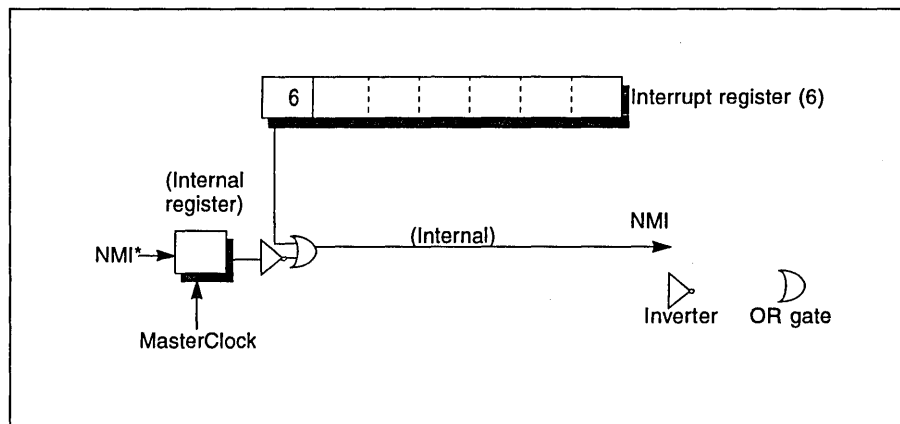 6
Interrupt register (6)
(Internal
register)
NMI*
(Internal)
NMI
MasterClock
Inverter
OR gate